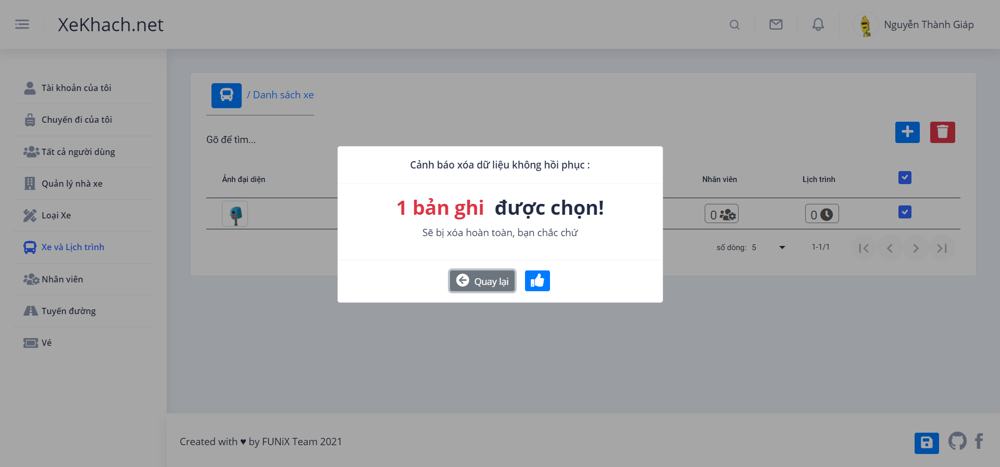 XeKhach.net
Nguyễn Thành Giáp
Tài khoản của tôi
Chuyến đi của tôi
Tất cả người dùng
Quản lý nhà xe
Loại Xe
Xe và Lịch trình
Nhân viên
Tuyến đường
Vé
/ Danh sách xe
Gõ để tìm...
Ảnh đại diện
Nhân viên
Lịch trình
0
0
số dòng: 5
1-1/1
Cảnh báo xóa dữ liệu không hồi phục :
1 bản ghi được chọn!
Sẽ bị xóa hoàn toàn, bạn chắc chứ
Quay lại
Created with ♥ by FUNiX Team 2021